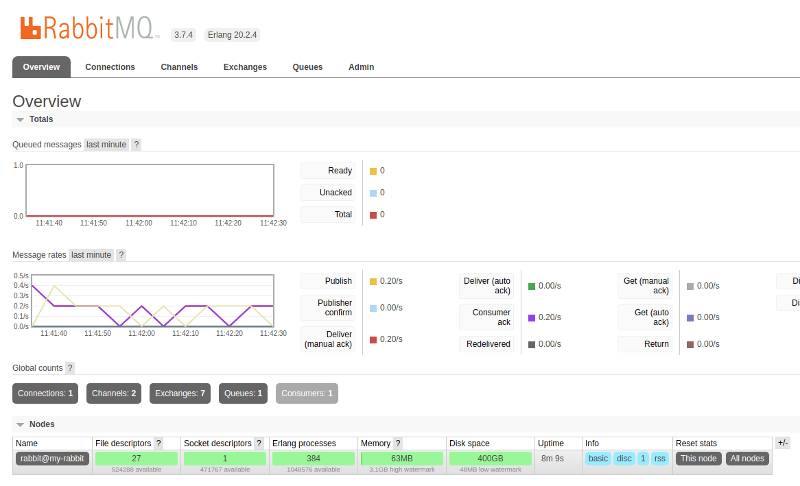 RabbitMQ 3.7.4 Erlang 20.2.4
Overview Connections Channels Exchanges Queues Admin
Overview
Totals
Queued messages last minute ?
1.0
0.0
11:41:40 11:41:50 11:42:00 11:42:10 11:42:20 11:42:30
Ready 0
Unacked 0
Total 0
Message rates last minute ?
0.5/s
0.4/s
0.3/s
0.2/s
0.1/s
0.0/s
11:41:40 11:41:50 11:42:00 11:42:10 11:42:20 11:42:30
Publish 0.20/s
Publisher
confirm 0.00/s
Deliver
(manual ack) 0.20/s
Deliver (auto
ack) 0.00/s
Consumer
ack 0.20/s
Redelivered 0.00/s
Get (manual
ack) 0.00/s
Get (auto
ack) 0.00/s
Return 0.00/s
Di
Di
Global counts ?
Connections: 1 Channels: 2 Exchanges: 7 Queues: 1 Consumers: 1
Nodes
Name File descriptors ? Socket descriptors ? Erlang processes Memory ? Disk space Uptime Info Reset stats +/-
rabbit@my-rabbit 27 1 384 63MB 400GB 8m 9s basic disc 1 rss This node All nodes
524288 available 471767 available 1048576 available 3.1GB high watermark 48MB low watermark